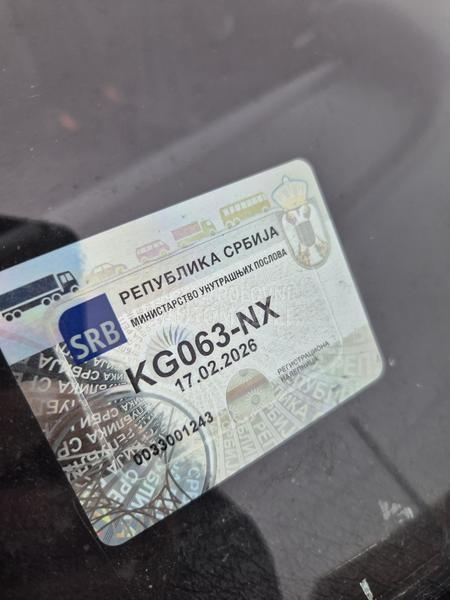 РЕПУБЛИКА СРБИЈА
МИНИСТАРСТВО УНУТРАШЊИХ ПОСЛОВА
SRB
KG063-NX
17.02.2026
РЕГИСТРАЦИОНА
НАЛЕПНИЦА
0033001243